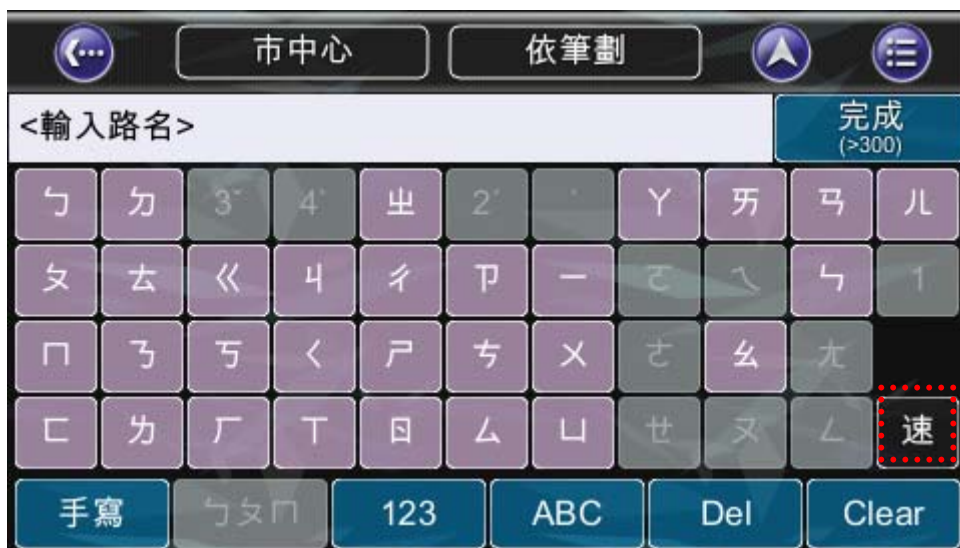 市中心 依筆劃
<輸入路名> 完成
(>300)
ㄅ ㄉ 3ˇ 4ˋ ㄓ 2ˊ ˙ ㄚ ㄞ ㄢ ㄦ
ㄆ ㄊ ㄍ ㄐ ㄔ ㄗ ㄧ ㄛ ㄟ ㄣ 1
ㄇ ㄋ ㄎ ㄑ ㄕ ㄘ ㄨ ㄜ ㄠ ㄤ
ㄈ ㄌ ㄏ ㄒ ㄖ ㄙ ㄩ ㄝ ㄡ ㄥ 速
手寫 ㄅㄆㄇ 123 ABC Del Clear